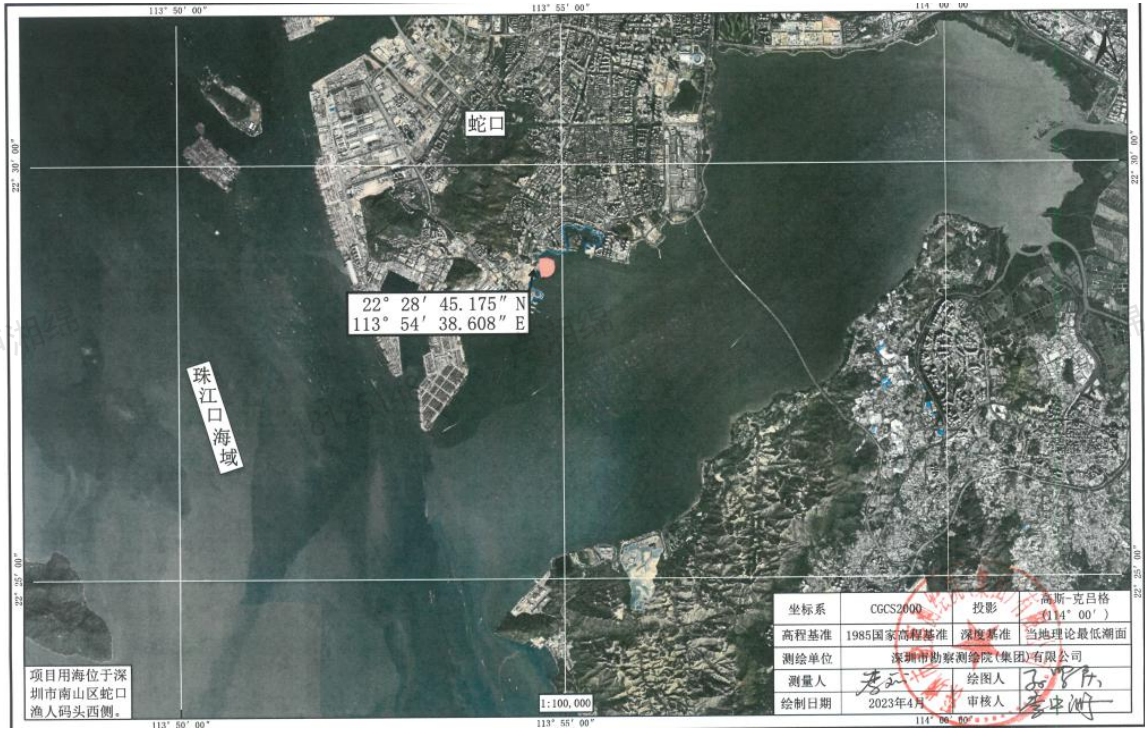 113° 50′ 00″
113° 55′ 00″
114° 00′ 00″
22° 30′ 00″
22° 30′ 00″
蛇口
22° 28′ 45.175″ N
113° 54′ 38.608″ E
珠江口海域
22° 25′ 00″
22° 25′ 00″
项目用海位于深
圳市南山区蛇口
渔人码头西侧。
1:100,000
坐标系 CGCS2000 投影 高斯-克吕格
(114° 00′)
高程基准 1985国家高程基准 深度基准 当地理论最低潮面
测绘单位 深圳市勘察测绘院(集团)有限公司
测量人 绘图人
绘制日期 2023年4月 审核人
113° 50′ 00″
113° 55′ 00″
114° 00′ 00″